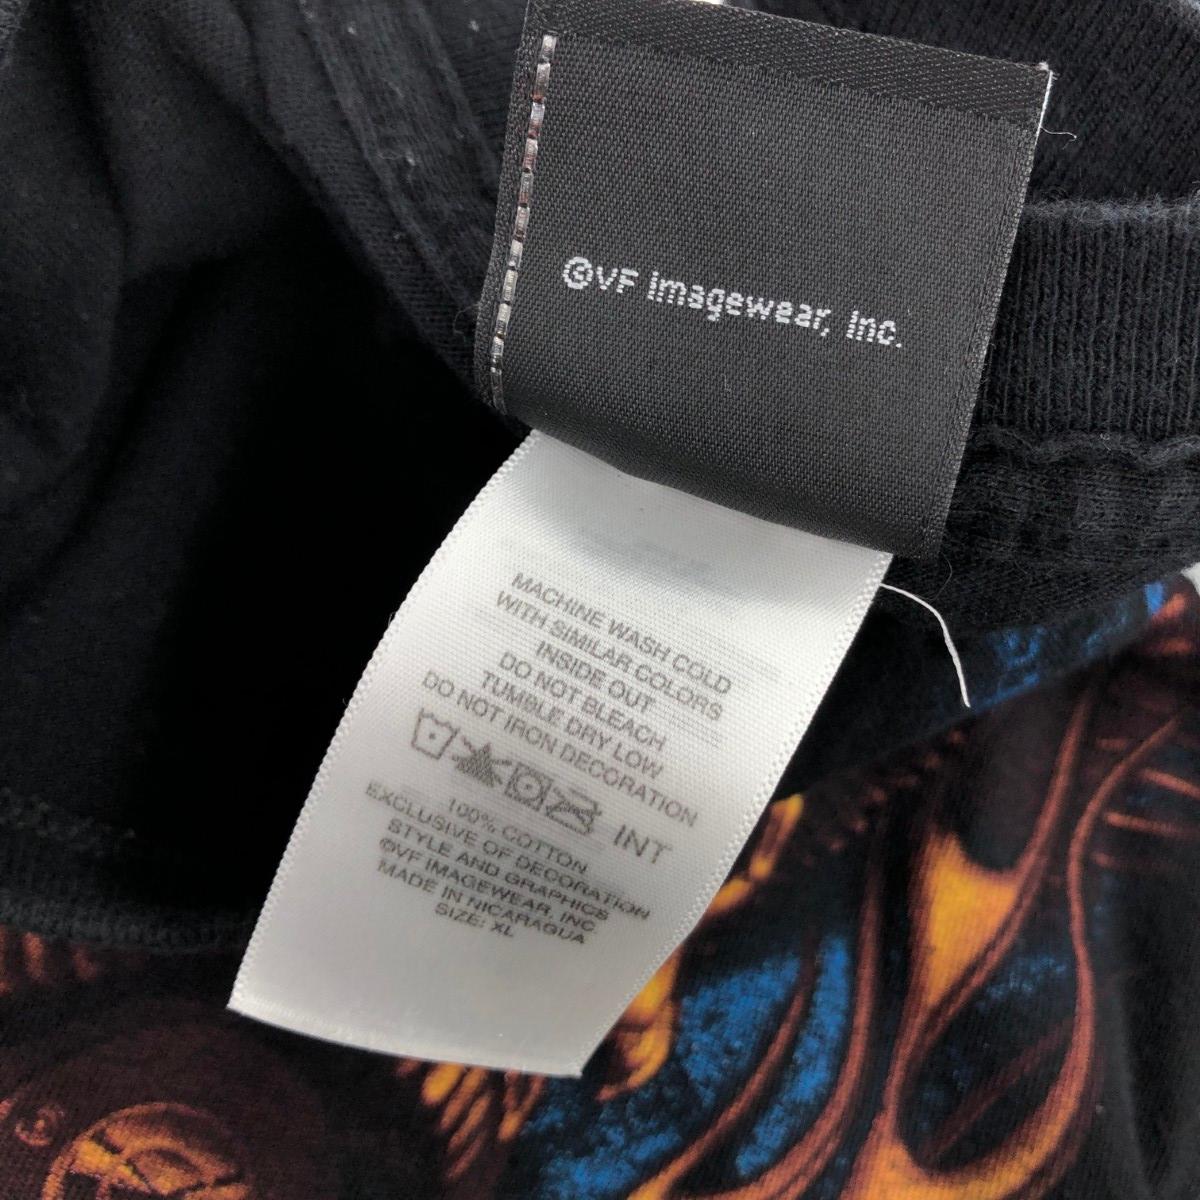 ©VF Imagewear, Inc.
MACHINE WASH COLD
WITH SIMILAR COLORS
INSIDE OUT
DO NOT BLEACH
TUMBLE DRY LOW
DO NOT IRON DECORATION
INT
100% COTTON
EXCLUSIVE OF DECORATION
STYLE AND GRAPHICS
©VF IMAGEWEAR, INC
MADE IN NICARAGUA
SIZE: XL